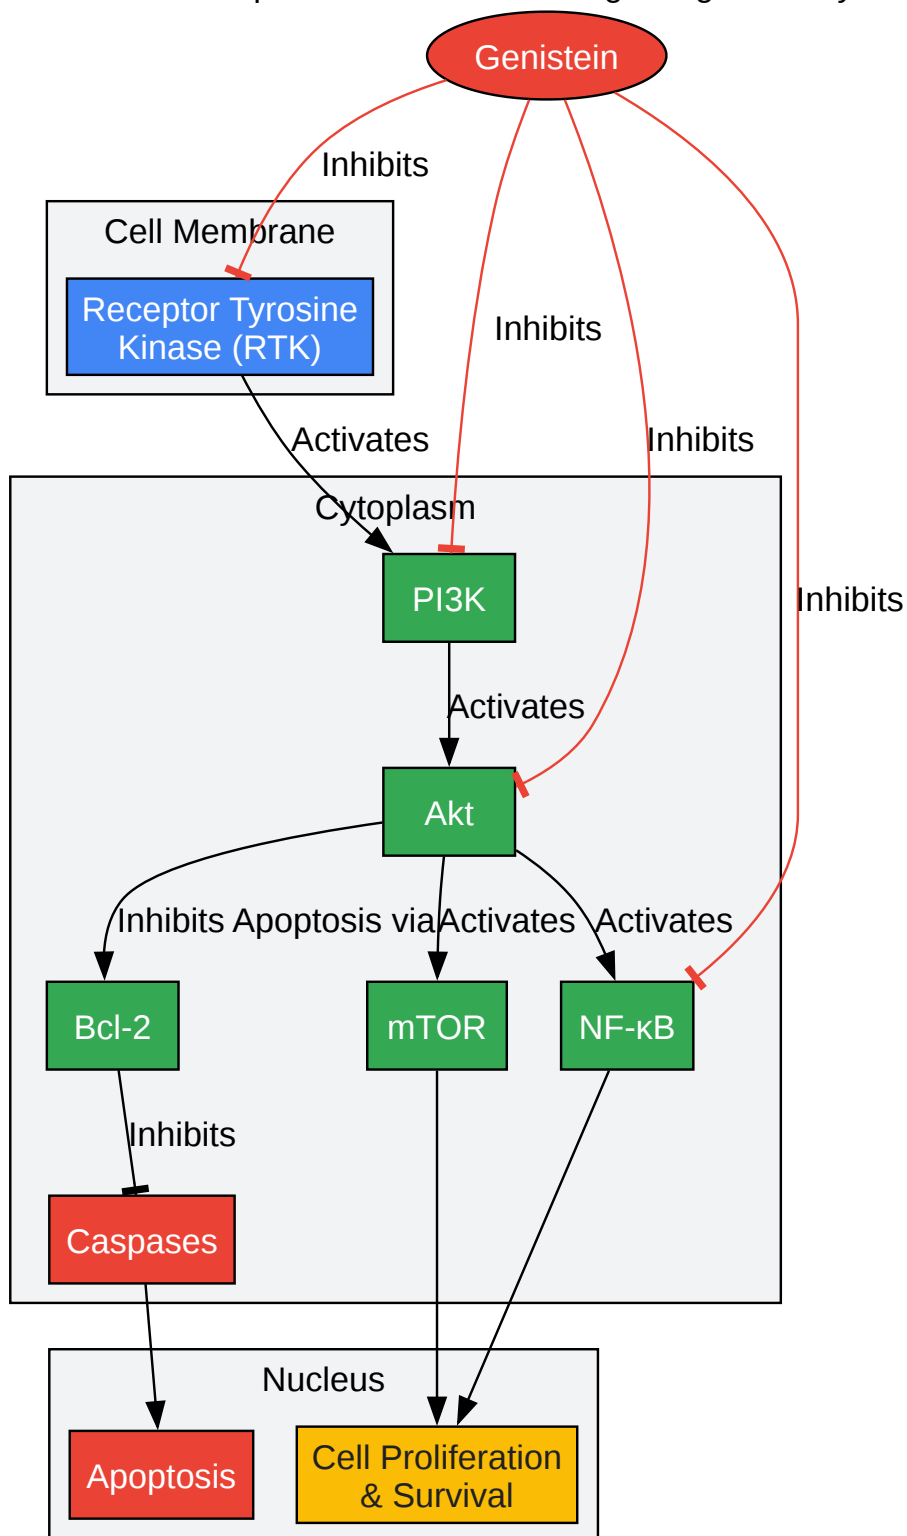 Genistein
Inhibits
Cell Membrane
Receptor Tyrosine
Kinase (RTK)
Inhibits
Activates
Inhibits
Cytoplasm
PI3K
Inhibits
Activates
Akt
Inhibits Apoptosis via
Activates
Activates
Bcl-2
mTOR
NF-κB
Inhibits
Caspases
Nucleus
Apoptosis
Cell Proliferation
& Survival